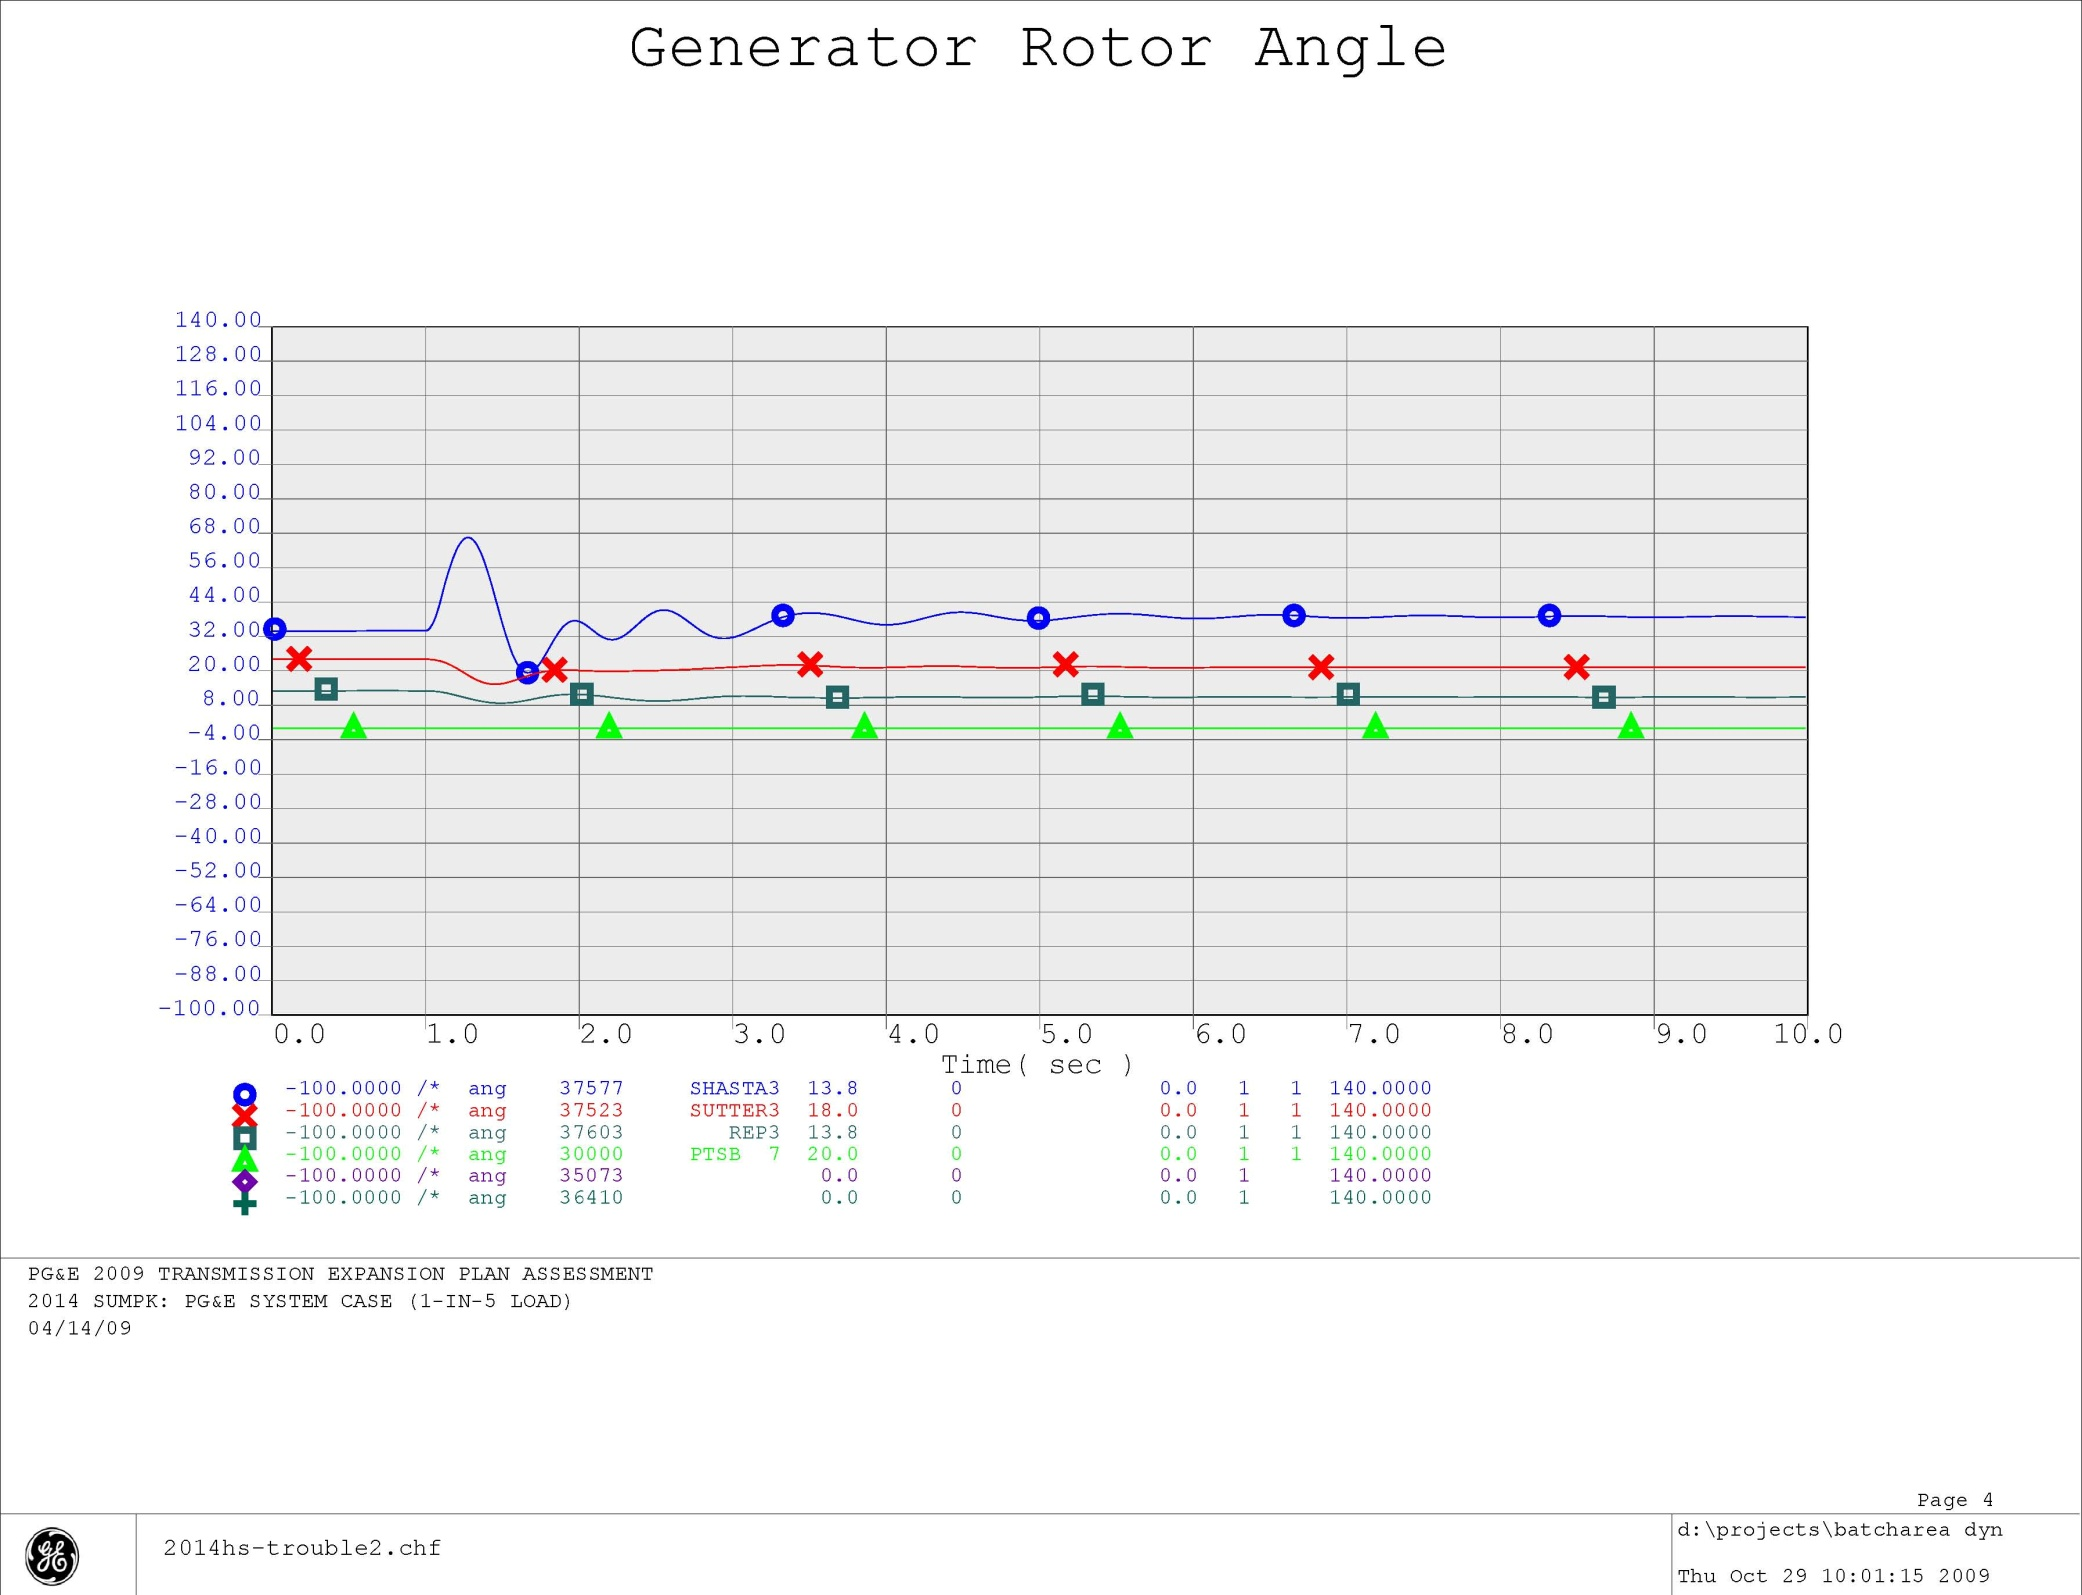 Generator Rotor Angle
140.00
128.00
116.00
104.00
92.00
80.00
68.00
56.00
44.00
32.00
20.00
8.00
-4.00
-16.00
-28.00
-40.00
-52.00
-64.00
-76.00
-88.00
-100.00
0.0 1.0 2.0 3.0 4.0 5.0 6.0 7.0 8.0 9.0 10.0
Time( sec )
-100.0000 /* ang 37577 SHASTA3 13.8 0 0.0 1 1 140.0000
-100.0000 /* ang 37523 SUTTER3 18.0 0 0.0 1 1 140.0000
-100.0000 /* ang 37603 REP3 13.8 0 0.0 1 1 140.0000
-100.0000 /* ang 30000 PTSB 7 20.0 0 0.0 1 1 140.0000
-100.0000 /* ang 35073 0.0 0 0.0 1 140.0000
-100.0000 /* ang 36410 0.0 0 0.0 1 140.0000
PG&E 2009 TRANSMISSION EXPANSION PLAN ASSESSMENT
2014 SUMPK: PG&E SYSTEM CASE (1-IN-5 LOAD)
04/14/09
Page 4
GE
2014hs-trouble2.chf
d:\projects\batcharea dyn
Thu Oct 29 10:01:15 2009